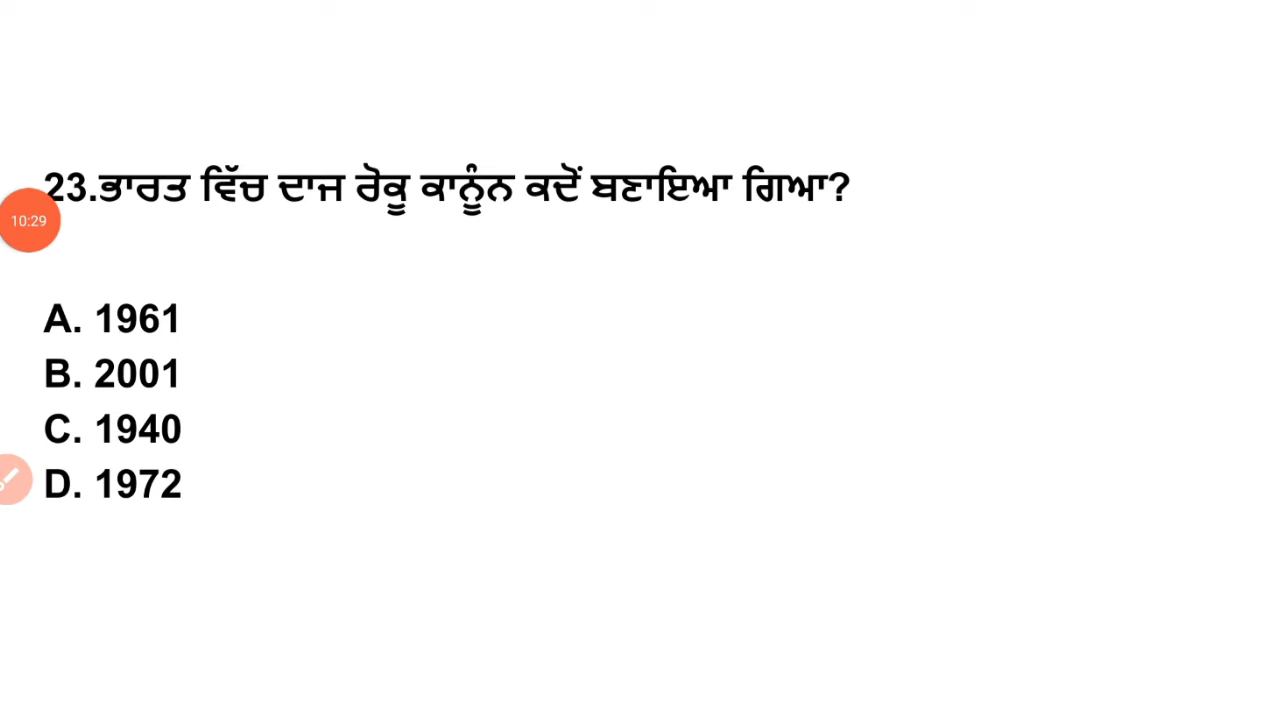 23.ਭਾਰਤ ਵਿੱਚ ਦਾਜ ਰੋਕੂ ਕਾਨੂੰਨ ਕਦੋਂ ਬਣਾਇਆ ਗਿਆ?
10:29
A. 1961
B. 2001
C. 1940
D. 1972